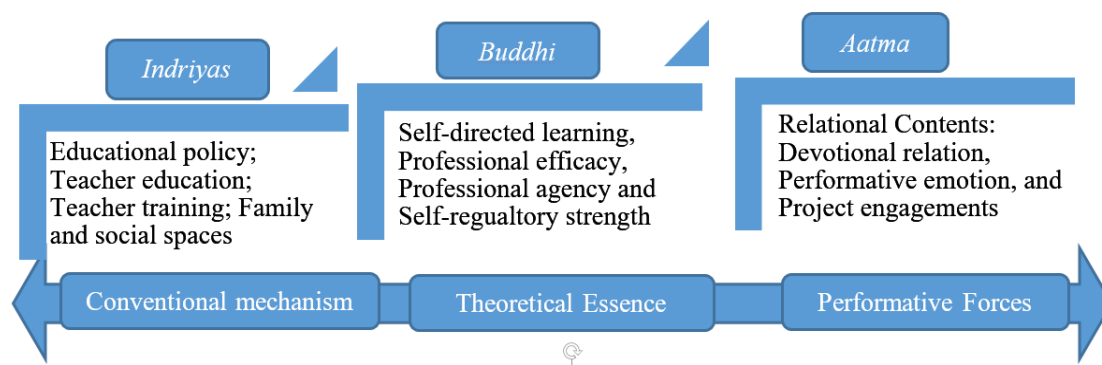 Indriyas
Buddhi
Aatma
Educational policy;
Teacher education;
Teacher training; Family
and social spaces
Self-directed learning,
Professional efficacy,
Professional agency and
Self-regualtory strength
Relational Contents:
Devotional relation,
Performative emotion, and
Project engagements
Conventional mechanism
Theoretical Essence
Performative Forces